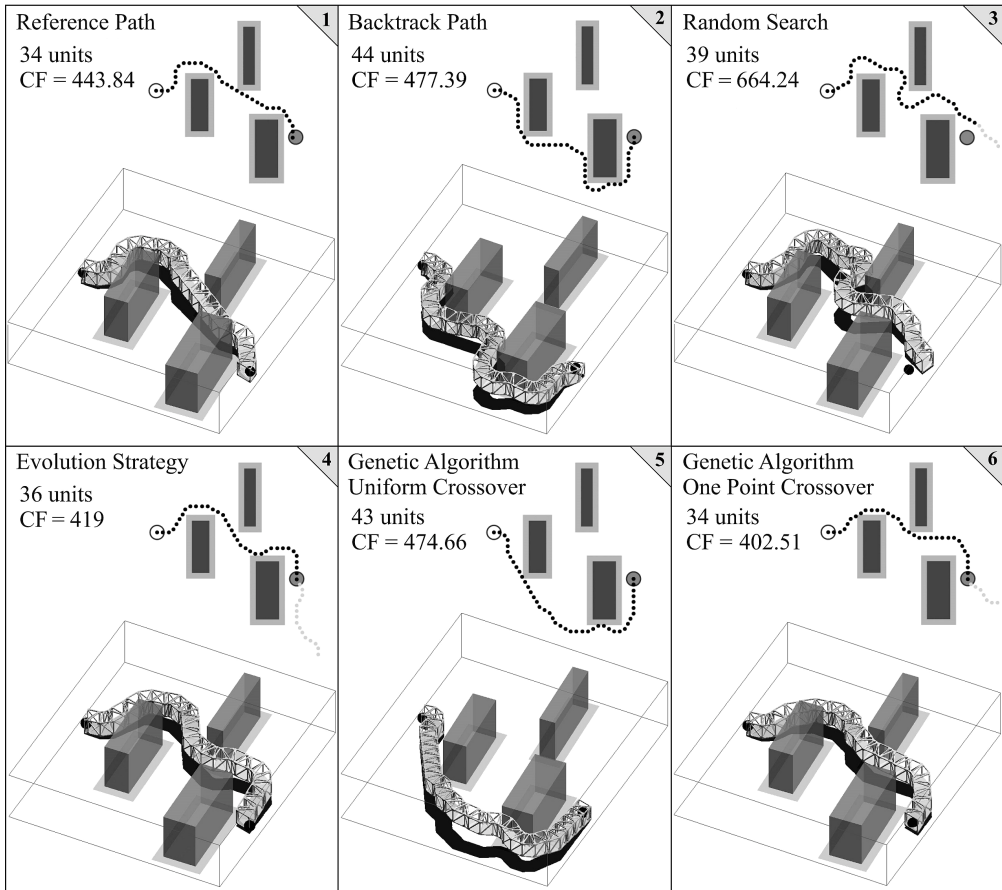 Reference Path
1
34 units
CF = 443.84
Backtrack Path
2
44 units
CF = 477.39
Random Search
3
39 units
CF = 664.24
Evolution Strategy
4
36 units
CF = 419
Genetic Algorithm
5
Uniform Crossover
43 units
CF = 474.66
Genetic Algorithm
6
One Point Crossover
34 units
CF = 402.51